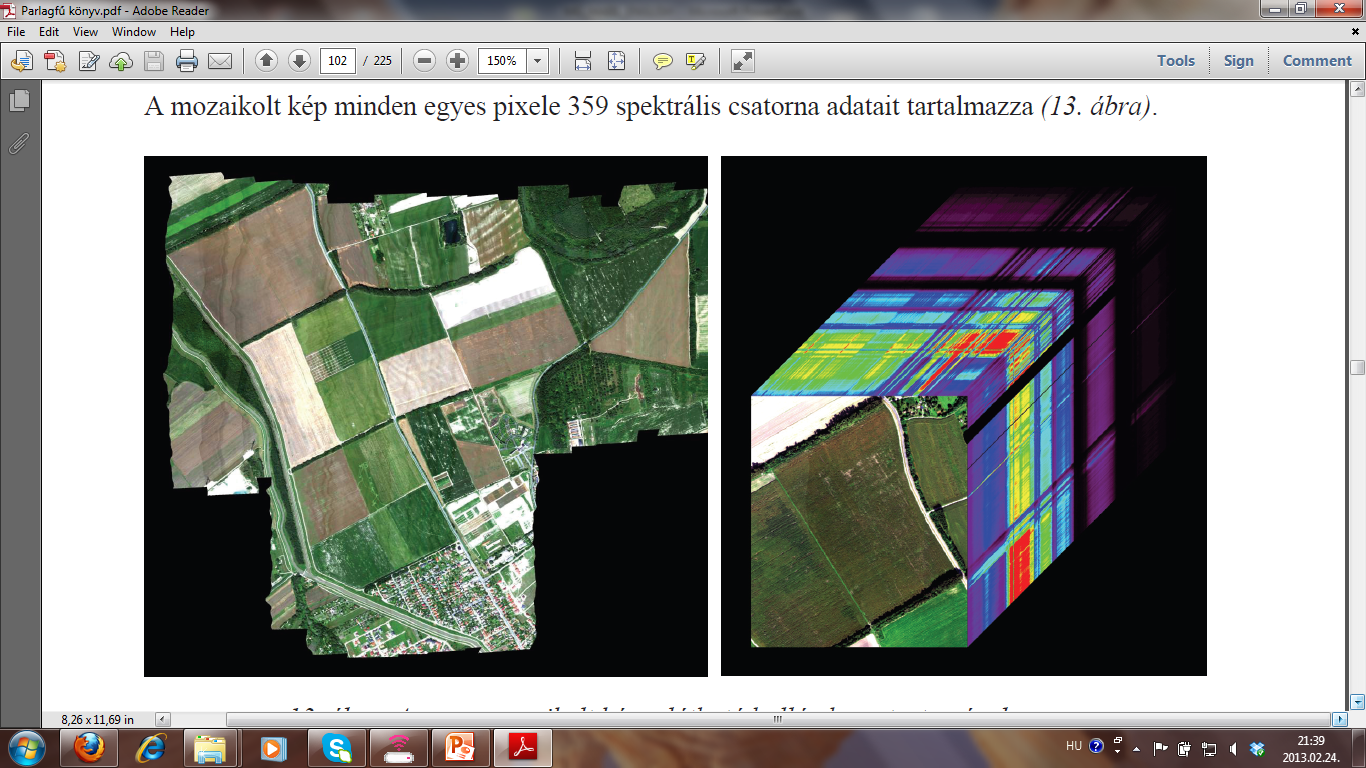 Parlagfű könyv.pdf - Adobe Reader
File Edit View Window Help
102 / 225 150% Tools Sign Comment
A mozaikolt kép minden egyes pixele 359 spektrális csatorna adatait tartalmazza (13. ábra).
8,26 x 11,69 in
HU 21:39
2013.02.24.